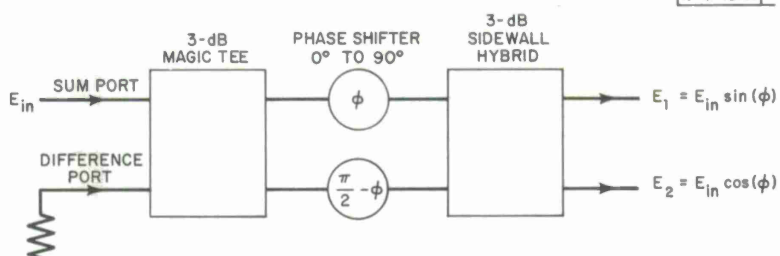 3-dB
MAGIC TEE
PHASE SHIFTER
0° TO 90°
3-dB
SIDEWALL
HYBRID
E_in
SUM PORT
ϕ
E_1 = E_in sin(ϕ)
DIFFERENCE
PORT
π/2 -ϕ
E_2 = E_in cos(ϕ)